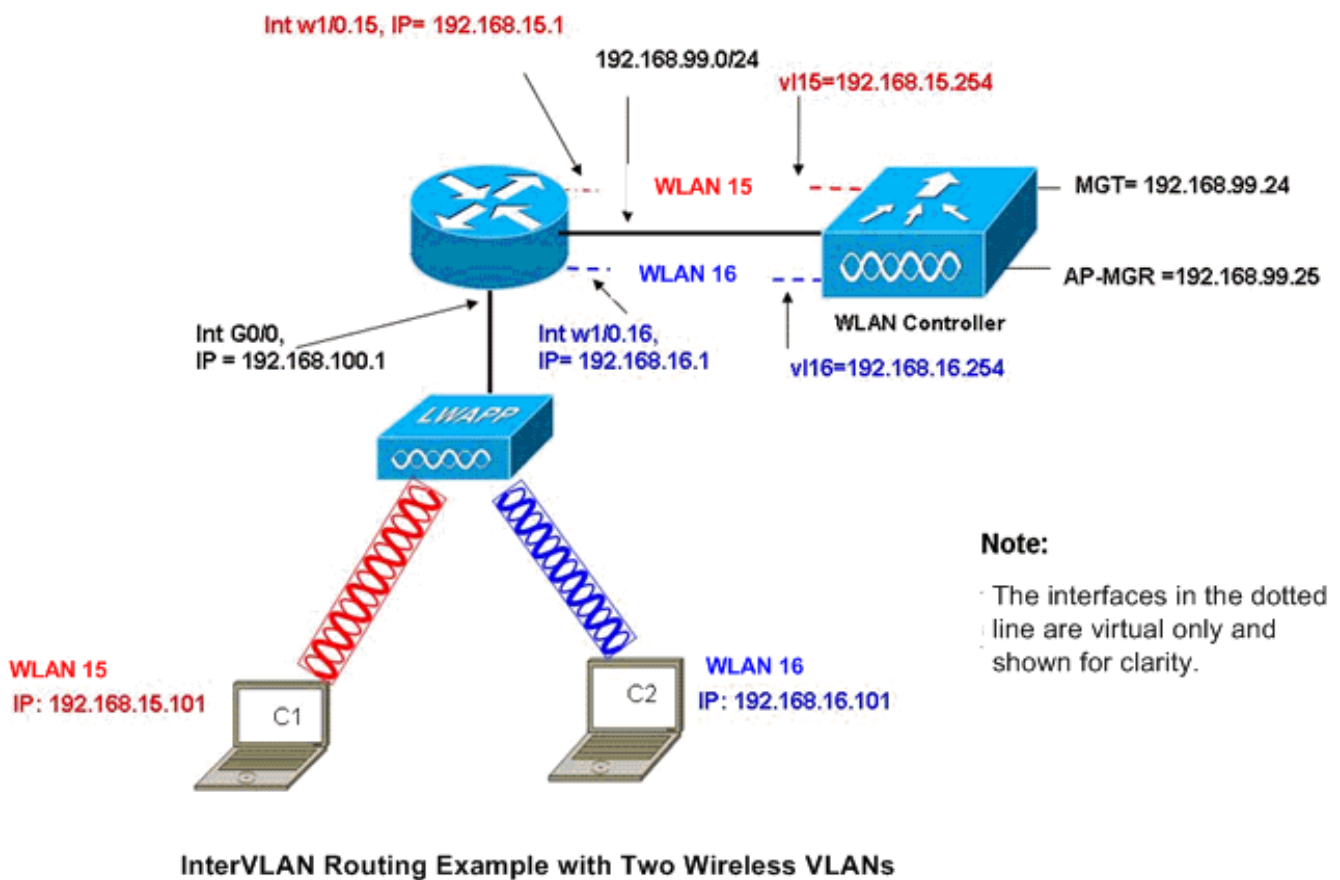 Int w1/0.15, IP= 192.168.15.1
192.168.99.0/24
vl15=192.168.15.254
WLAN 15
MGT= 192.168.99.24
WLAN 16
AP-MGR =192.168.99.25
WLAN Controller
Int G0/0,
IP = 192.168.100.1
Int w1/0.16,
IP= 192.168.16.1
vl16=192.168.16.254
LWAPP
Note:
The interfaces in the dotted
line are virtual only and
shown for clarity.
WLAN 15
IP: 192.168.15.101
C1
C2
WLAN 16
IP: 192.168.16.101
InterVLAN Routing Example with Two Wireless VLANs